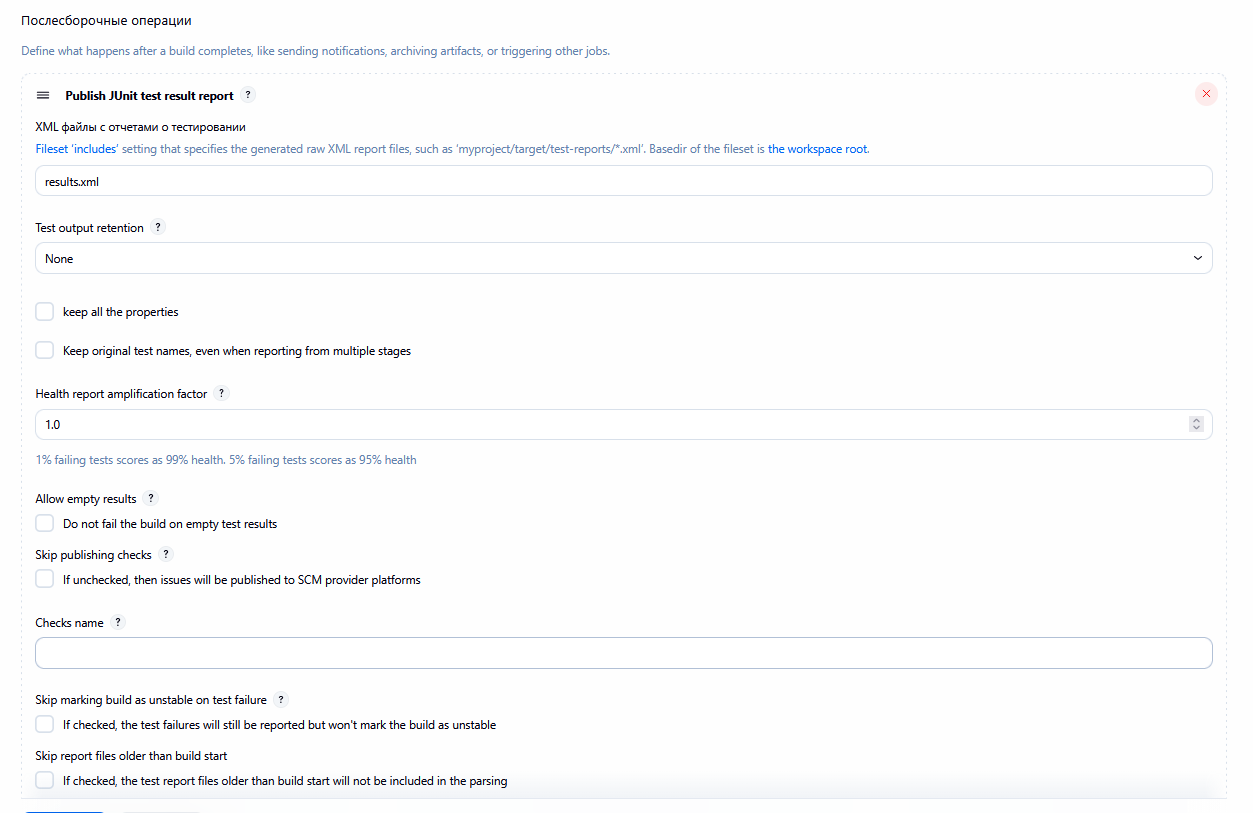 Послесборочные операции
Define what happens after a build completes, like sending notifications, archiving artifacts, or triggering other jobs.
Publish JUnit test result report ?
XML файлы с отчетами о тестировании
Fileset 'includes' setting that specifies the generated raw XML report files, such as 'myproject/target/test-reports/*.xml'. Basedir of the fileset is the workspace root.
results.xml
Test output retention ?
None
keep all the properties
Keep original test names, even when reporting from multiple stages
Health report amplification factor ?
1.0
1% failing tests scores as 99% health. 5% failing tests scores as 95% health
Allow empty results ?
Do not fail the build on empty test results
Skip publishing checks ?
If unchecked, then issues will be published to SCM provider platforms
Checks name ?
Skip marking build as unstable on test failure ?
If checked, the test failures will still be reported but won't mark the build as unstable
Skip report files older than build start
If checked, the test report files older than build start will not be included in the parsing